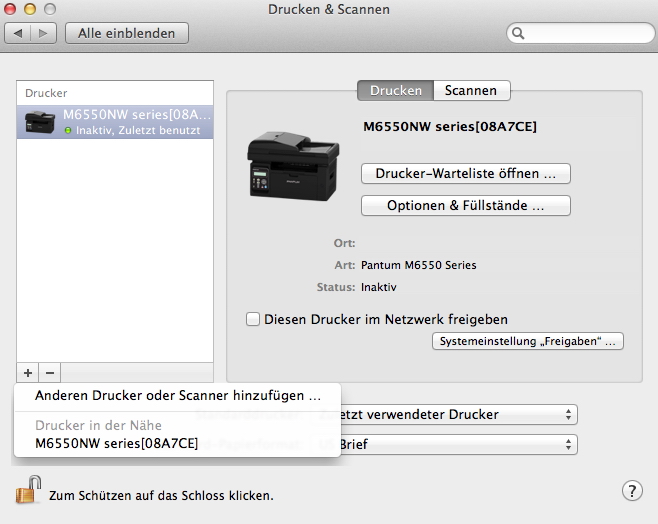 Drucken & Scannen
Alle einblenden
Drucker
M6550NW series[08A...
Inaktiv, Zuletzt benutzt
Drucken
Scannen
M6550NW series[08A7CE]
Drucker-Warteliste öffnen ...
Optionen & Füllstände ...
Ort:
Art: Pantum M6550 Series
Status: Inaktiv
Diesen Drucker im Netzwerk freigeben
Systemeinstellung „Freigaben“ ...
+ −
Anderen Drucker oder Scanner hinzufügen ...
Drucker in der Nähe
M6550NW series[08A7CE]
Zuletzt verwendeter Drucker
US Brief
Zum Schützen auf das Schloss klicken.
?